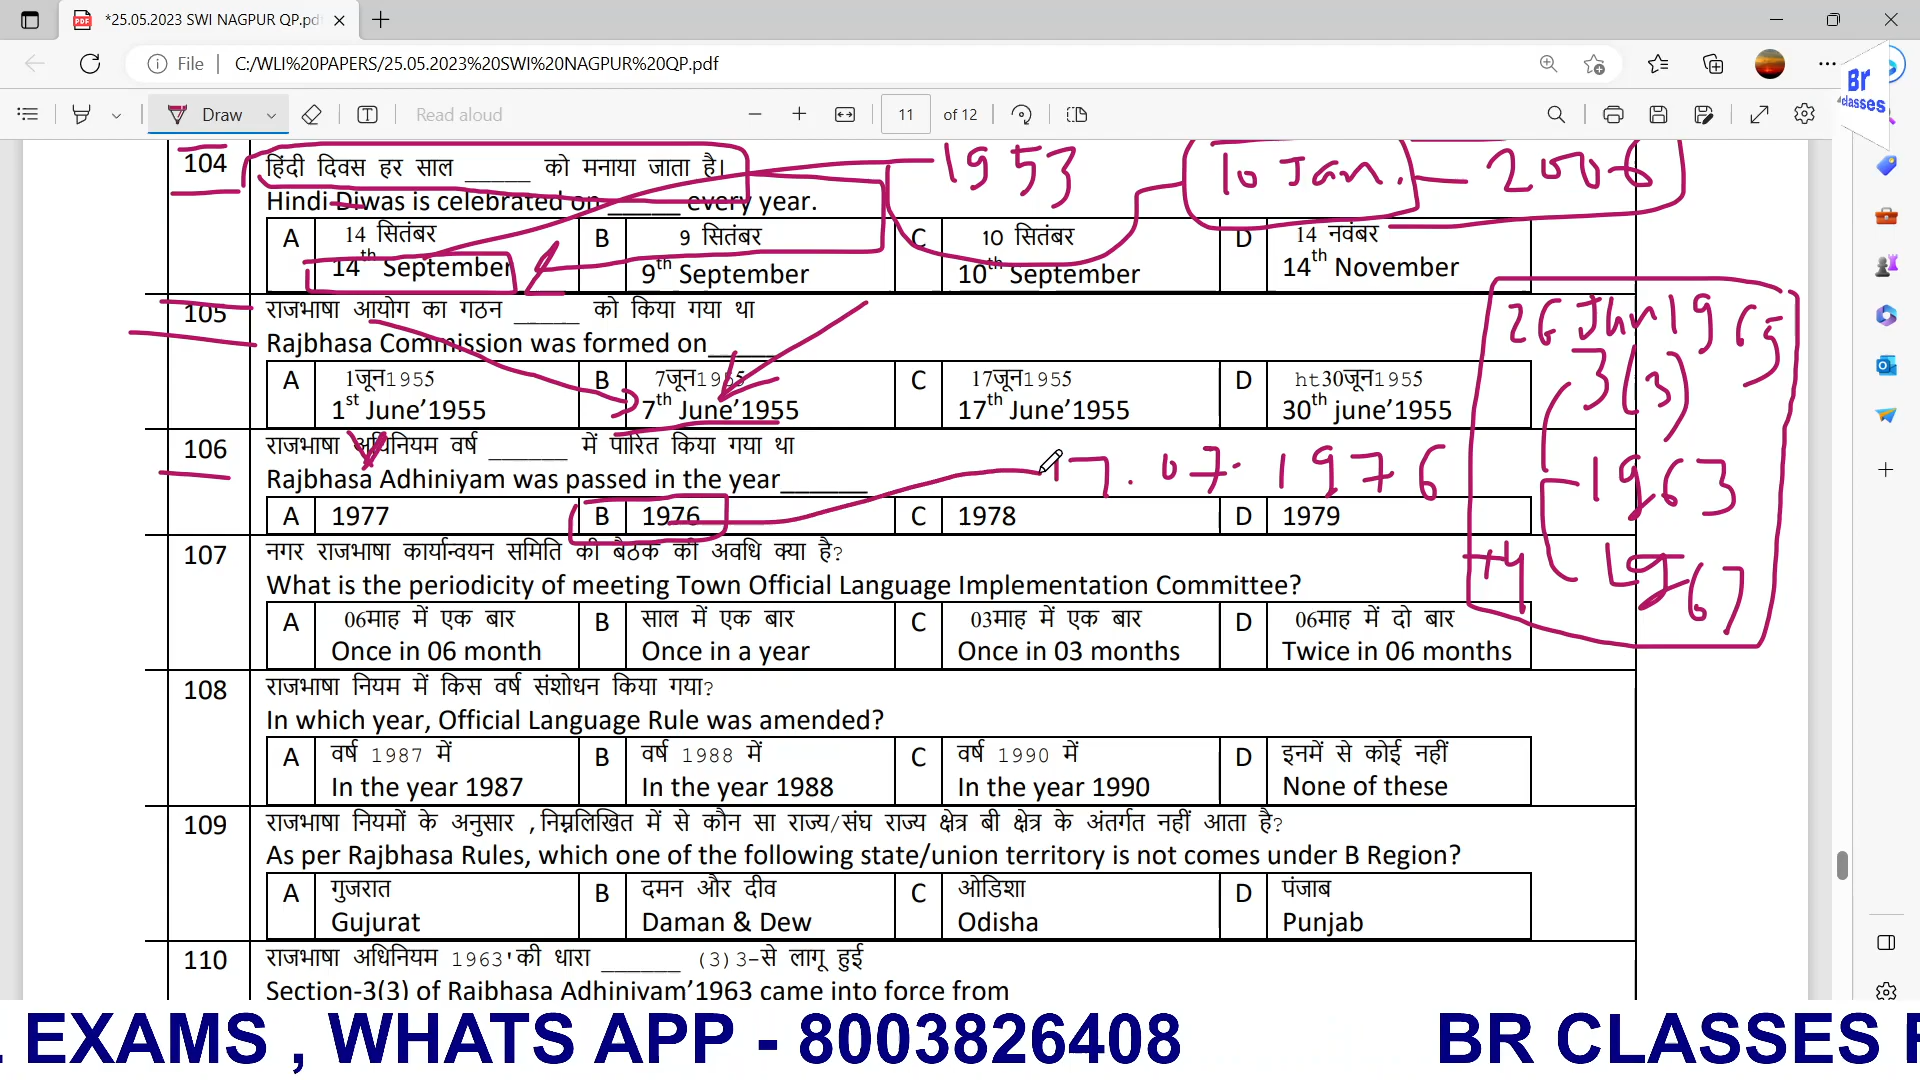 *25.05.2023 SWI NAGPUR QP.pdf
File C:/WLI%20PAPERS/25.05.2023%20SWI%20NAGPUR%20QP.pdf
Br
classes
Draw
Read aloud
11 of 12
1953 10 Jan. 2006
104 हिंदी दिवस हर साल _____ को मनाया जाता है।
Hindi Diwas is celebrated on _____ every year.
A 14 सितंबर B 9 सितंबर C 10 सितंबर D 14 नवंबर
14th September 9th September 10th September 14th November
105 राजभाषा आयोग का गठन _____ को किया गया था
Rajbhasa Commission was formed on_____
A 1जून1955 B 7जून1955 C 17जून1955 D ht30जून1955
1st June’1955 7th June’1955 17th June’1955 30th june’1955
26 Jan 1965
3(3)
1963
+4 1967
106 राजभाषा अधिनियम वर्ष ______ में पारित किया गया था
Rajbhasa Adhiniyam was passed in the year______
17.07.1976
A 1977 B 1976 C 1978 D 1979
107 नगर राजभाषा कार्यान्वयन समिति की बैठक की अवधि क्या है?
What is the periodicity of meeting Town Official Language Implementation Committee?
A 06माह में एक बार B साल में एक बार C 03माह में एक बार D 06माह में दो बार
Once in 06 month Once in a year Once in 03 months Twice in 06 months
108 राजभाषा नियम में किस वर्ष संशोधन किया गया?
In which year, Official Language Rule was amended?
A वर्ष 1987 में B वर्ष 1988 में C वर्ष 1990 में D इनमें से कोई नहीं
In the year 1987 In the year 1988 In the year 1990 None of these
109 राजभाषा नियमों के अनुसार ,निम्नलिखित में से कौन सा राज्य/संघ राज्य क्षेत्र बी क्षेत्र के अंतर्गत नहीं आता है?
As per Rajbhasa Rules, which one of the following state/union territory is not comes under B Region?
A गुजरात B दमन और दीव C ओडिशा D पंजाब
Gujurat Daman & Dew Odisha Punjab
110 राजभाषा अधिनियम 1963'की धारा ______ (3)3-से लागू हुई
Section-3(3) of Rajbhasa Adhiniyam’1963 came into force from
EXAMS , WHATS APP - 8003826408 BR CLASSES